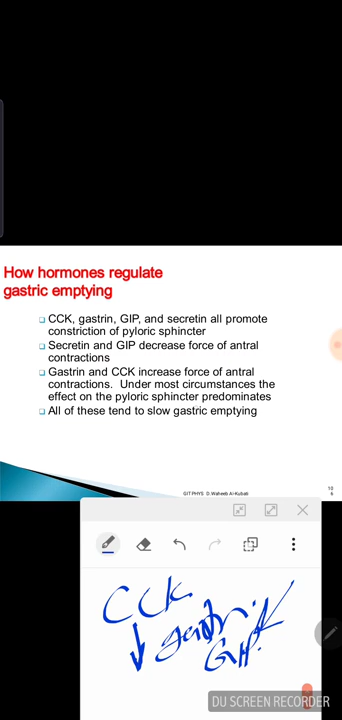 How hormones regulate
gastric emptying
CCK, gastrin, GIP, and secretin all promote
constriction of pyloric sphincter
Secretin and GIP decrease force of antral
contractions
Gastrin and CCK increase force of antral
contractions. Under most circumstances the
effect on the pyloric sphincter predominates
All of these tend to slow gastric emptying
GIT PHYS D.Waheeb Al-Kubati
10
6
CCK
gastrin.
GIP.
DU SCREEN RECORDER